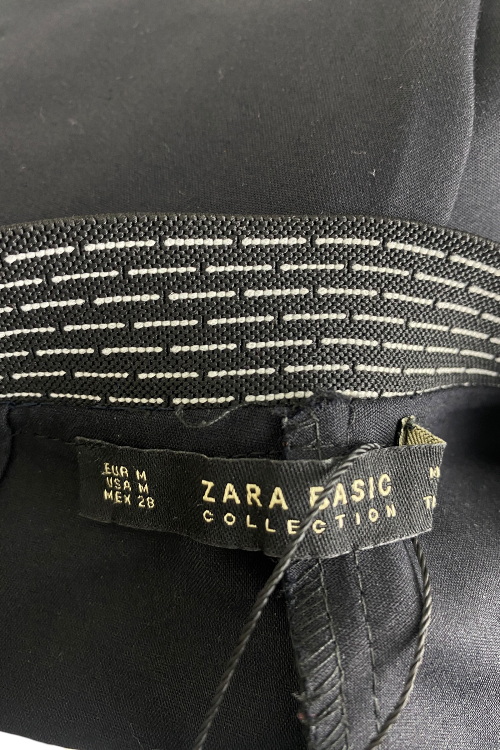 EUR M
USA M
MEX 28
ZARA BASIC
COLLECTION